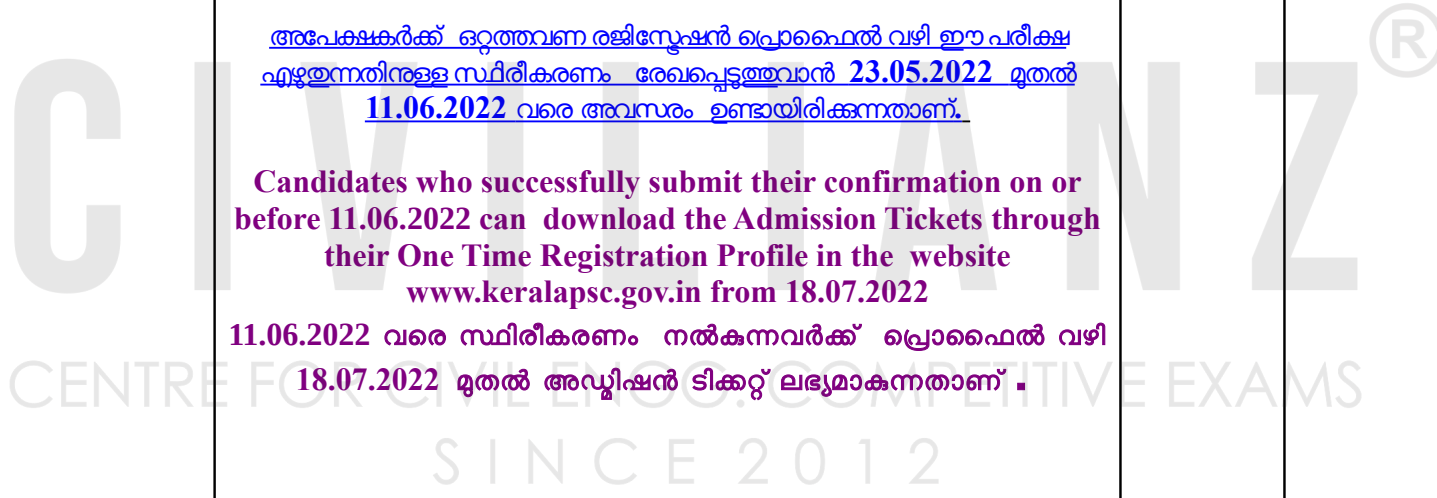 അപേക്ഷകർക്ക് ഒറ്റത്തവണ രജിസ്ട്രേഷൻ പ്രൊഫൈൽ വഴി ഈ പരീക്ഷ
എഴുതുന്നതിനുള്ള സ്ഥിരീകരണം രേഖപ്പെടുത്തുവാൻ 23.05.2022 മുതൽ
11.06.2022 വരെ അവസരം ഉണ്ടായിരിക്കുന്നതാണ്.
Candidates who successfully submit their confirmation on or
before 11.06.2022 can download the Admission Tickets through
their One Time Registration Profile in the website
www.keralapsc.gov.in from 18.07.2022
11.06.2022 വരെ സ്ഥിരീകരണം നൽകുന്നവർക്ക് പ്രൊഫൈൽ വഴി
18.07.2022 മുതൽ അഡ്മിഷൻ ടിക്കറ്റ് ലഭ്യമാകുന്നതാണ് .
CIVILIANZ ®
CENTRE FOR CIVIL ENGG. COMPETITIVE EXAMS
SINCE 2012